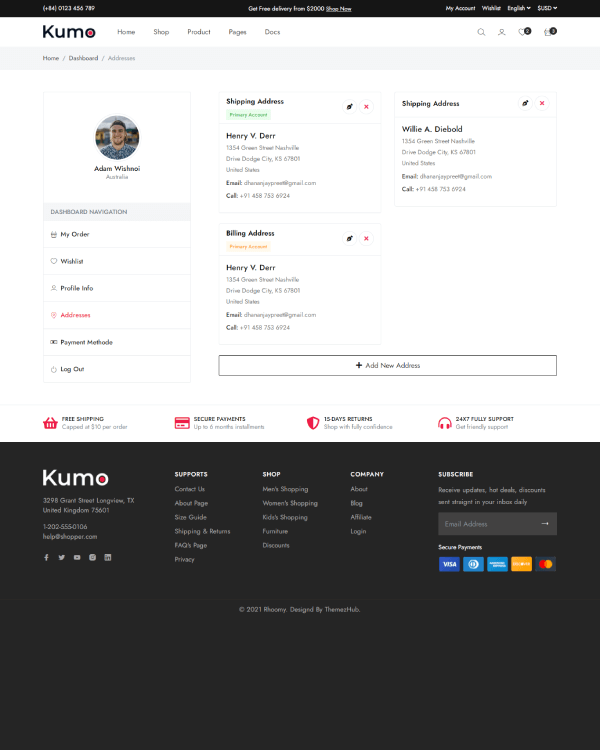 (+84) 0123 456 789
Get Free delivery from $2000 Shop Now
My Account Wishlist English $USD
Kumo
Home Shop Product Pages Docs
0 3
Home / Dashboard / Addresses
Adam Wishnoi
Australia
DASHBOARD NAVIGATION
My Order
Wishlist
Profile Info
Addresses
Payment Methode
Log Out
Shipping Address
Primary Account
Henry V. Derr
1354 Green Street Nashville
Drive Dodge City, KS 67801
United States
Email: dhananjaypreet@gmail.com
Call: +91 458 753 6924
Shipping Address
Willie A. Diebold
1354 Green Street Nashville
Drive Dodge City, KS 67801
United States
Email: dhananjaypreet@gmail.com
Call: +91 458 753 6924
Billing Address
Primary Account
Henry V. Derr
1354 Green Street Nashville
Drive Dodge City, KS 67801
United States
Email: dhananjaypreet@gmail.com
Call: +91 458 753 6924
Add New Address
FREE SHIPPING
Capped at $10 per order
SECURE PAYMENTS
Up to 6 months installments
15-DAYS RETURNS
Shop with fully confidence
24X7 FULLY SUPPORT
Get friendly support
Kumo
3298 Grant Street Longview, TX
United Kingdom 75601
1-202-555-0106
help@shopper.com
SUPPORTS
Contact Us
About Page
Size Guide
Shipping & Returns
FAQ's Page
Privacy
SHOP
Men's Shopping
Women's Shopping
Kids's Shopping
Furniture
Discounts
COMPANY
About
Blog
Affiliate
Login
SUBSCRIBE
Receive updates, hot deals, discounts
sent straignt in your inbox daily
Email Address
Secure Payments
VISA
© 2021 Rhoomy. Designd By ThemezHub.